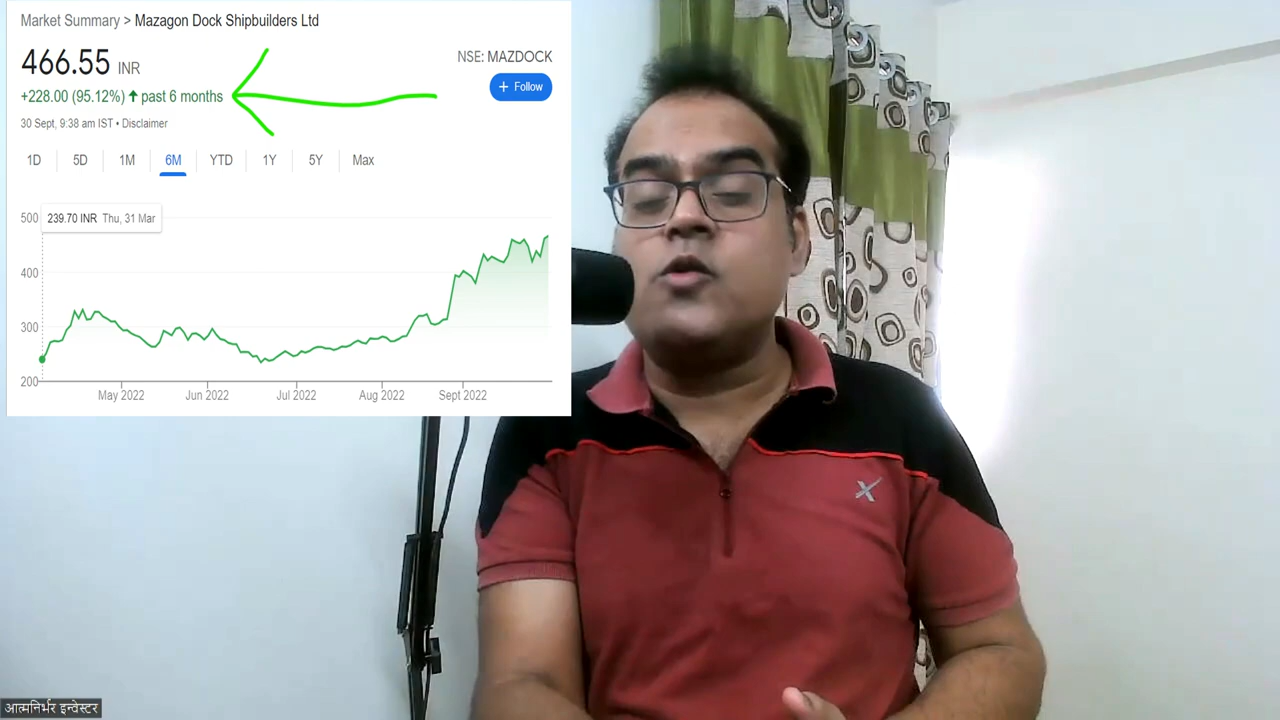 Market Summary > Mazagon Dock Shipbuilders Ltd
466.55 INR
NSE: MAZDOCK
+ Follow
+228.00 (95.12%) ↑ past 6 months
30 Sept, 9:38 am IST • Disclaimer
1D 5D 1M 6M YTD 1Y 5Y Max
239.70 INR Thu, 31 Mar
500
400
300
200
May 2022 Jun 2022 Jul 2022 Aug 2022 Sept 2022
आत्मनिर्भर इन्वेस्टर